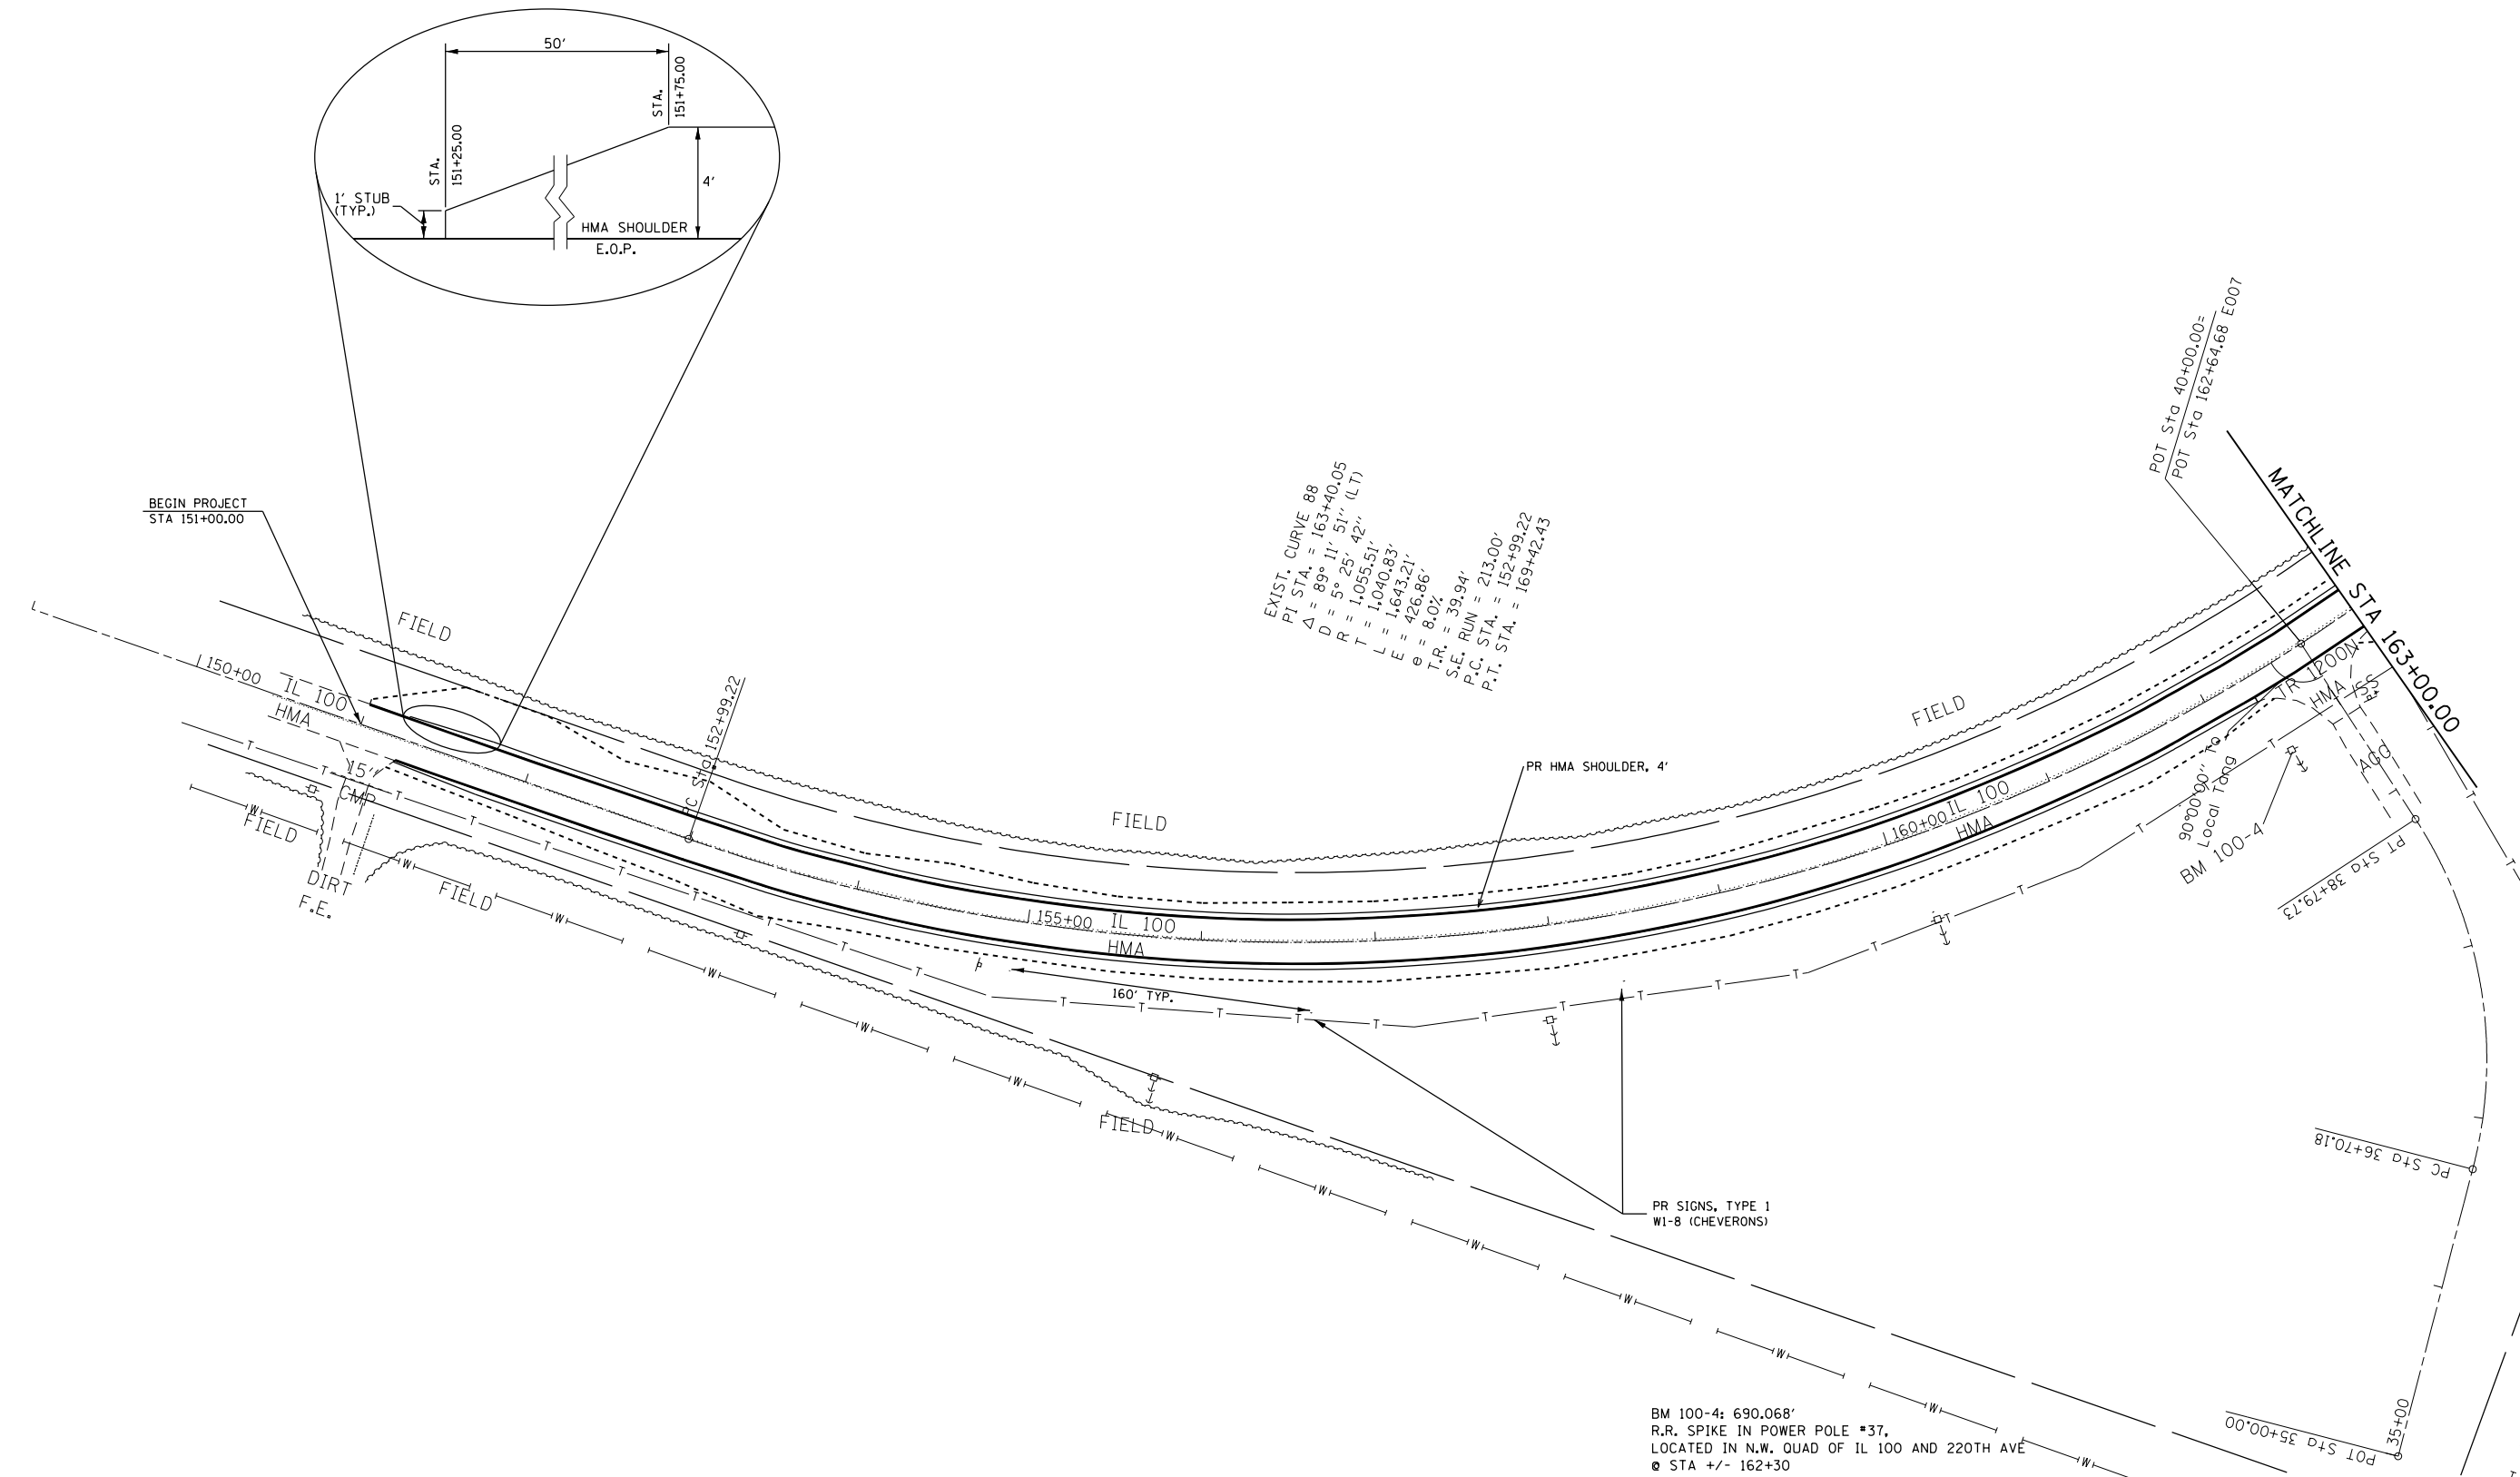 50'
STA.
151+75.00
STA.
151+25.00
1' STUB
(TYP.)
4'
HMA SHOULDER
E.O.P.
POT Sta 40+00.00=
POT Sta 162+64.68 E007
MATCHLINE STA 163+00.00
EXIST. CURVE 88
PI STA. = 163+40.05
Δ = 89° 11' 51'' (LT)
D = 5° 25' 42''
R = 1,055.51'
T = 1,040.83'
L = 1,643.21'
E = 426.86'
e = 8.0%
T.R. = 39.94'
S.E. RUN = 213.00'
P.C. STA. = 152+99.22
P.T. STA. = 169+42.43
BEGIN PROJECT
STA 151+00.00
FIELD
150+00
IL 100
HMA
PC Sta 152+99.22
15''
CMP
FIELD
DIRT
F.E.
FIELD
FIELD
PR HMA SHOULDER, 4'
155+00 IL 100
HMA
160+00 IL 100
HMA
FIELD
TR 1200N
HMA /SS
AGG
90°00'00'' To
Local Tang
BM 100-4
PT Sta 38+79.73
160' TYP.
FIELD
PC Sta 36+70.18
PR SIGNS, TYPE 1
W1-8 (CHEVERONS)
35+00
POT Sta 35+00.00
BM 100-4: 690.068'
R.R. SPIKE IN POWER POLE #37,
LOCATED IN N.W. QUAD OF IL 100 AND 220TH AVE
@ STA +/- 162+30